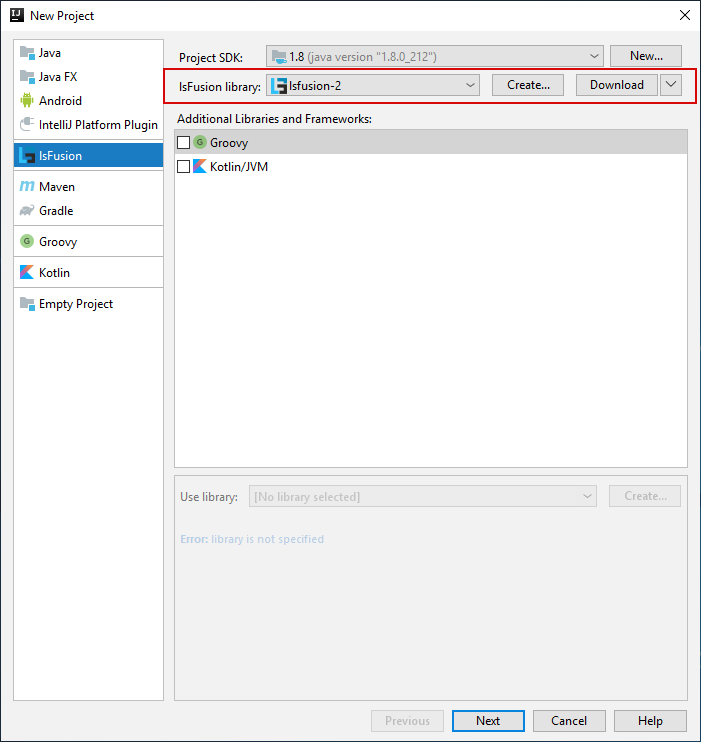 New Project
Java
Java FX
Android
IntelliJ Platform Plugin
lsFusion
Maven
Gradle
Groovy
Kotlin
Empty Project
Project SDK: 1.8 (java version "1.8.0_212") New...
lsFusion library: lsfusion-2 Create... Download
Additional Libraries and Frameworks:
Groovy
Kotlin/JVM
Use library: [No library selected] Create...
Error: library is not specified
Previous Next Cancel Help